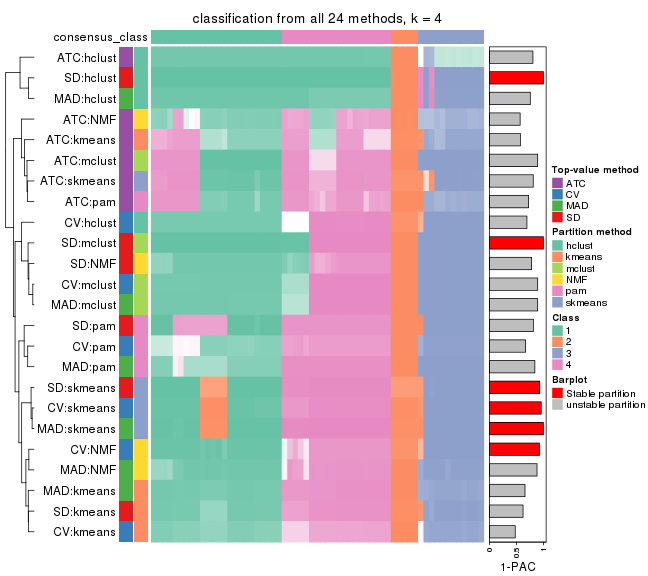 classification from all 24 methods, k = 4
consensus_class
ATC:hclust
SD:hclust
MAD:hclust
ATC:NMF
ATC:kmeans
ATC:mclust
ATC:skmeans
ATC:pam
CV:hclust
SD:mclust
SD:NMF
CV:mclust
MAD:mclust
SD:pam
CV:pam
MAD:pam
SD:skmeans
CV:skmeans
MAD:skmeans
CV:NMF
MAD:NMF
MAD:kmeans
SD:kmeans
CV:kmeans
0
0.5
1
1-PAC
Top-value method
ATC
CV
MAD
SD
Partition method
hclust
kmeans
mclust
NMF
pam
skmeans
Class
1
2
3
4
Barplot
Stable partition
unstable partition